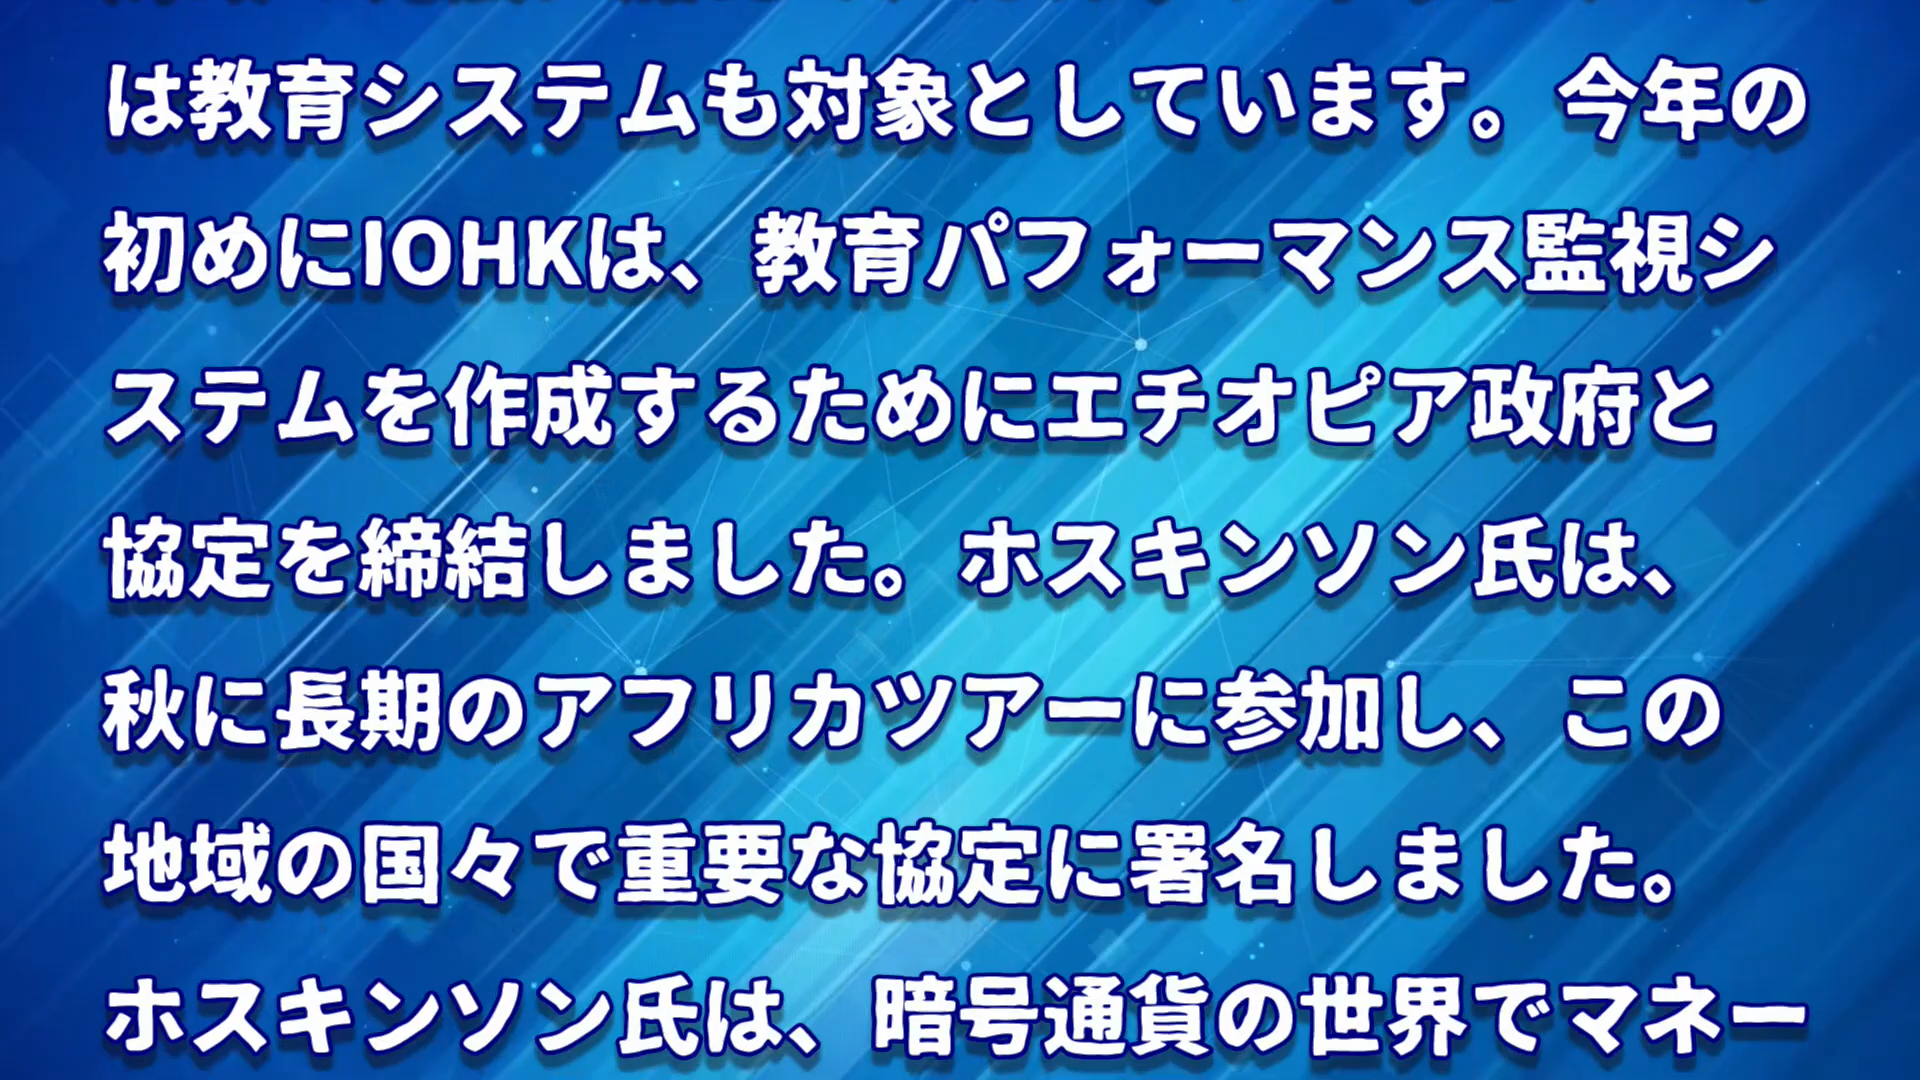 は教育システムも対象としています。今年の
初めにIOHKは、教育パフォーマンス監視シ
ステムを作成するためにエチオピア政府と
協定を締結しました。ホスキンソン氏は、
秋に長期のアフリカツアーに参加し、この
地域の国々で重要な協定に署名しました。
ホスキンソン氏は、暗号通貨の世界でマネー